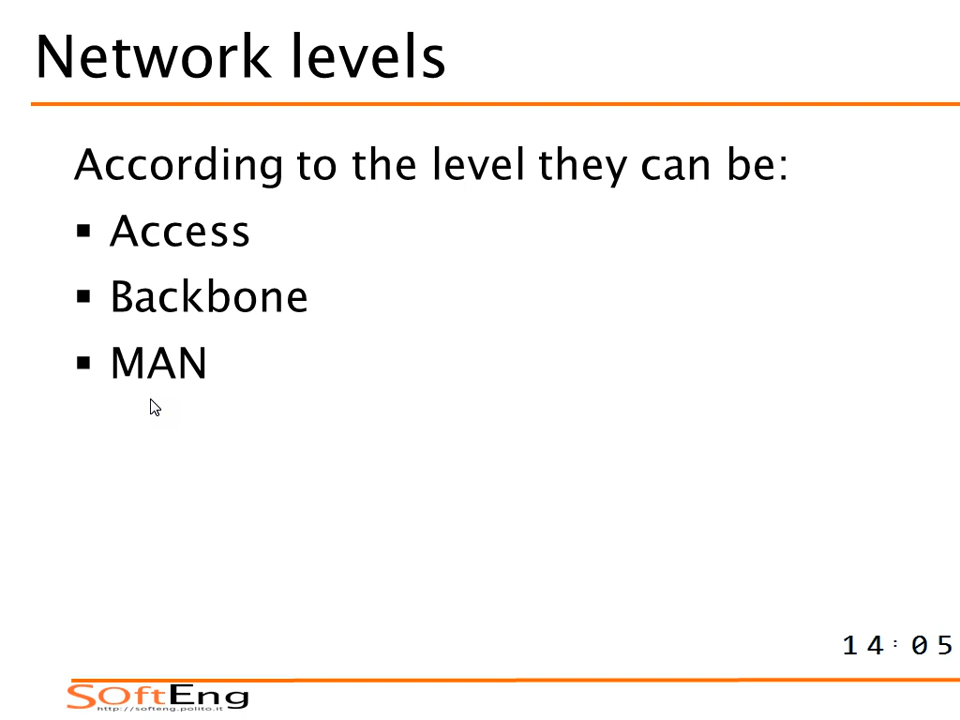 Network levels
According to the level they can be:
▪ Access
▪ Backbone
▪ MAN
14:05
SOftEng
http://softeng.polito.it